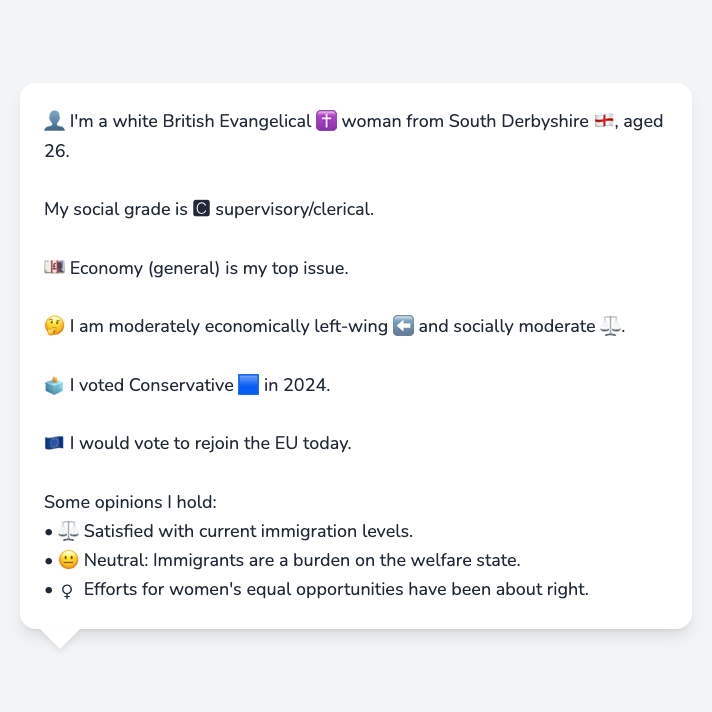 👤 I'm a white British Evangelical ✝️ woman from South Derbyshire 🏴󠁧󠁢󠁥󠁮󠁧󠁿, aged
26.
My social grade is 🅲 supervisory/clerical.
💷 Economy (general) is my top issue.
🤔 I am moderately economically left-wing ⬅️ and socially moderate ⚖️.
🗳️ I voted Conservative 🟦 in 2024.
🇪🇺 I would vote to rejoin the EU today.
Some opinions I hold:
• ⚖️ Satisfied with current immigration levels.
• 😐 Neutral: Immigrants are a burden on the welfare state.
• ♀ Efforts for women's equal opportunities have been about right.